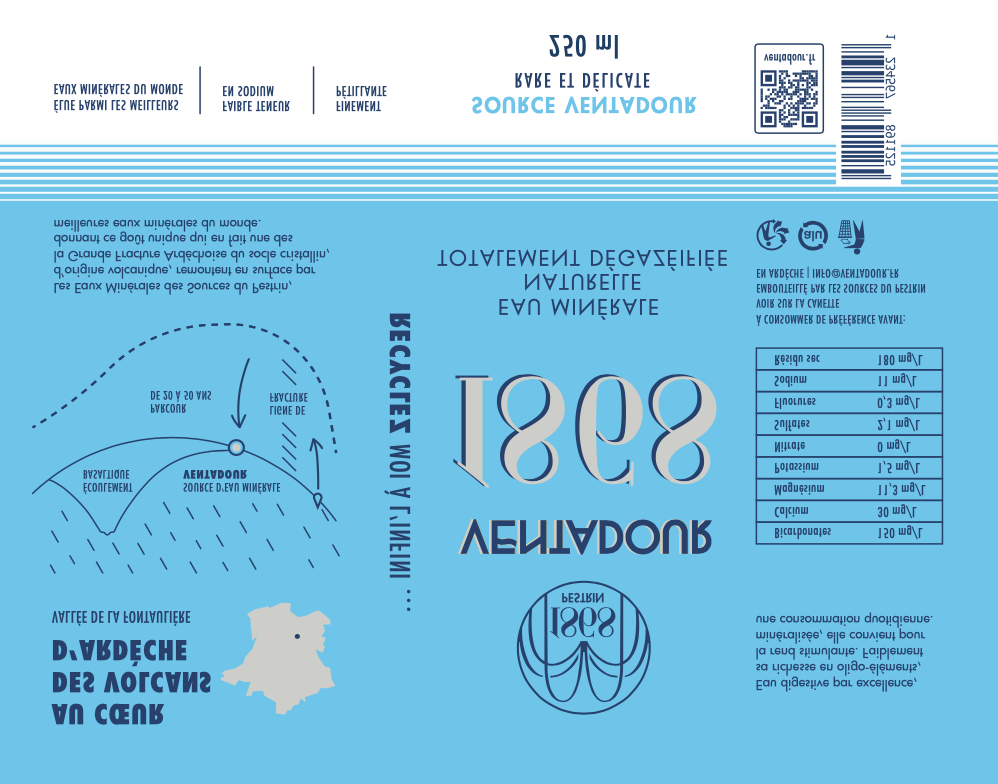 AU CŒUR
DES VOLCANS
D'ARDÈCHE
VALLÉE DE LA FONTAULIÈRE
ÉCOULEMENT
BASALTIQUE
SOURCE D'EAU MINÉRALE
VENTADOUR
PARCOUR
DE 20 À 50 ANS
LIGNE DE
FRACTURE
Les Eaux Minérales des Sources du Pestrin,
d'origine volcanique, remontent en surface par
la Grande Fracture Ardéchoise du socle cristallin,
donnant ce goût unique qui en fait une des
meilleures eaux minérales du monde.
ÉLUE PARMI LES MEILLEURS
EAUX MINÉRALES DU MONDE
FAIBLE TENEUR
EN SODIUM
FINEMENT
PÉTILLANTE
RECYCLEZ MOI À L'INFINI ...
PESTRIN
1868
VENTADOUR
1868
EAU MINÉRALE
NATURELLE
TOTALEMENT DÉGAZÉIFIÉE
SOURCE VENTADOUR
RARE ET DÉLICATE
250 ml
Eau digestive par excellence,
sa richesse en oligo-éléments,
la rend stimulante. Faiblement
minéralisée, elle convient pour
une consommation quotidienne.
Bicarbonates 150 mg/L
Calcium 30 mg/L
Magnésium 11,3 mg/L
Potassium 1,5 mg/L
Nitrate 0 mg/L
Sulfates 2,1 mg/L
Fluorures 0,3 mg/L
Sodium 11 mg/L
Résidu sec 180 mg/L
À CONSOMMER DE PRÉFÉRENCE AVANT:
VOIR SUR LA CANETTE
EMBOUTEILLÉ PAR LES SOURCES DU PESTRIN
EN ARDÈCHE | INFO@VENTADOUR.FR
alu
ventadour.fr
1 234567 891125